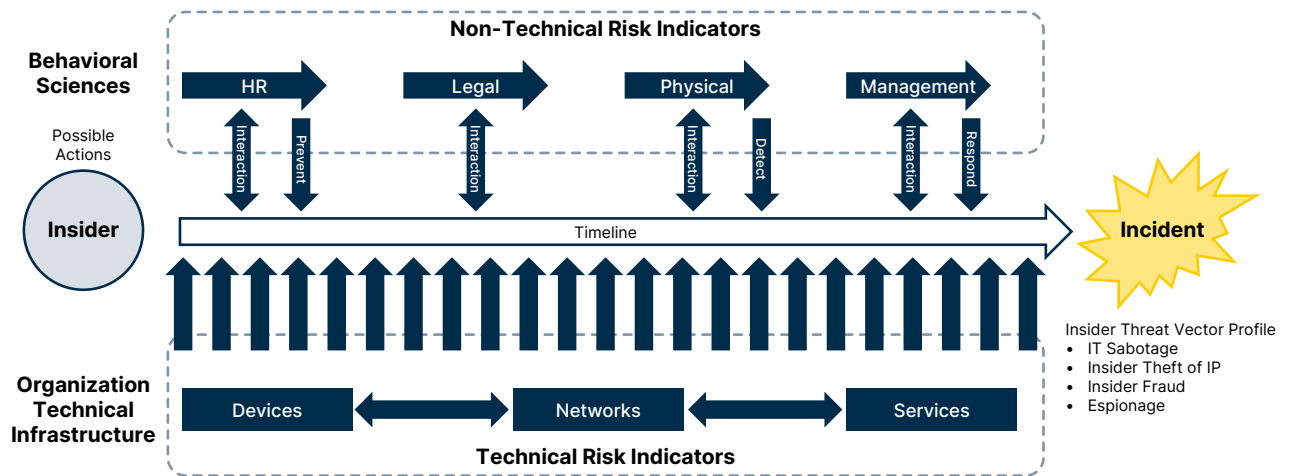 Non-Technical Risk Indicators
Behavioral
Sciences
HR
Legal
Physical
Management
Possible
Actions
Interaction
Prevent
Interaction
Interaction
Detect
Interaction
Respond
Insider
Timeline
Incident
Insider Threat Vector Profile
• IT Sabotage
• Insider Theft of IP
• Insider Fraud
• Espionage
Organization
Technical
Infrastructure
Devices
Networks
Services
Technical Risk Indicators